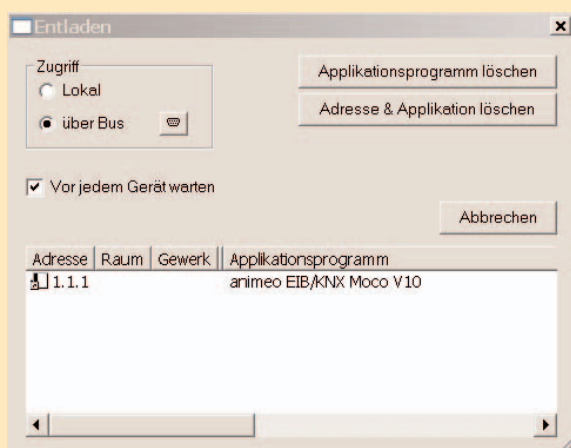 Entladen
Zugriff
Lokal
über Bus
Applikationsprogramm löschen
Adresse & Applikation löschen
Vor jedem Gerät warten
Abbrechen
Adresse Raum Gewerk Applikationsprogramm
1.1.1 animeo EIB/KNX Moco V10